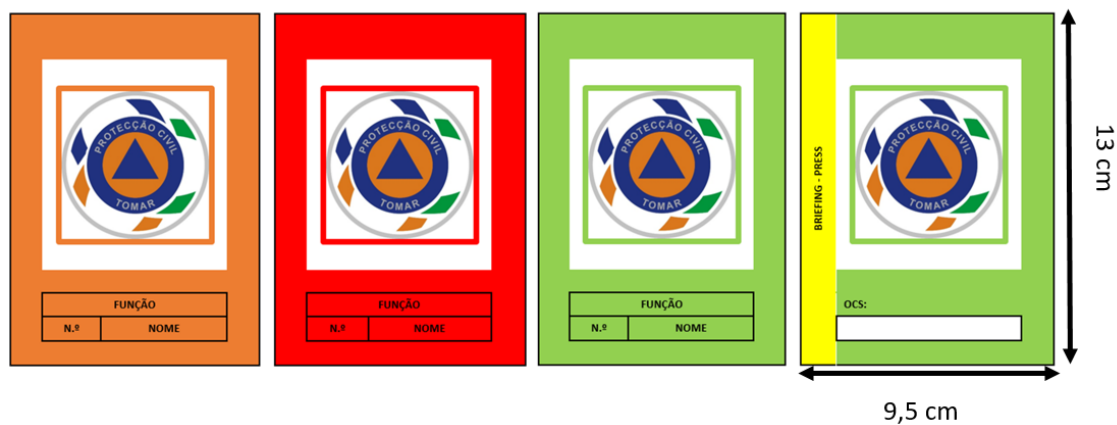 PROTECÇÃO CIVIL
TOMAR
FUNÇÃO
N.º NOME
PROTECÇÃO CIVIL
TOMAR
FUNÇÃO
N.º NOME
PROTECÇÃO CIVIL
TOMAR
FUNÇÃO
N.º NOME
BRIEFING - PRESS
PROTECÇÃO CIVIL
TOMAR
OCS:
13 cm
9,5 cm